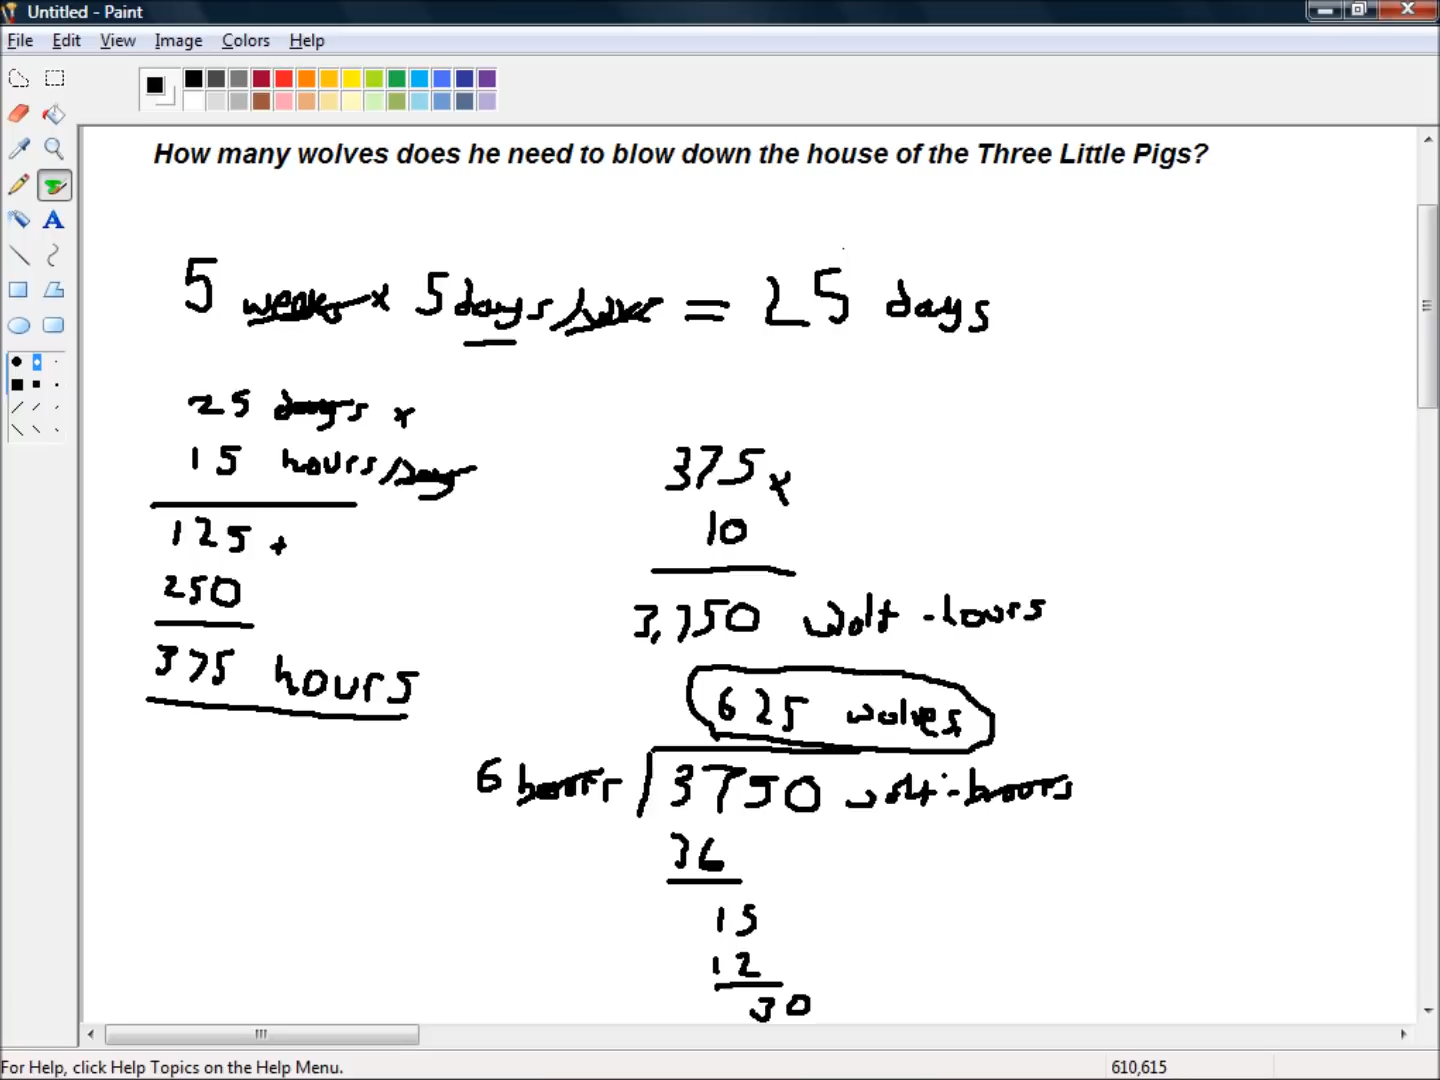 Untitled - Paint
File Edit View Image Colors Help
How many wolves does he need to blow down the house of the Three Little Pigs?
5 weeks x 5 days / = 25 days
25 days x
15 hours/Day
125 +
250
375 hours
375 x
10
3,750 Wolf - hours
625 wolves
6 hours 3750 wolf - hours
36
15
12
30
For Help, click Help Topics on the Help Menu.
610,615